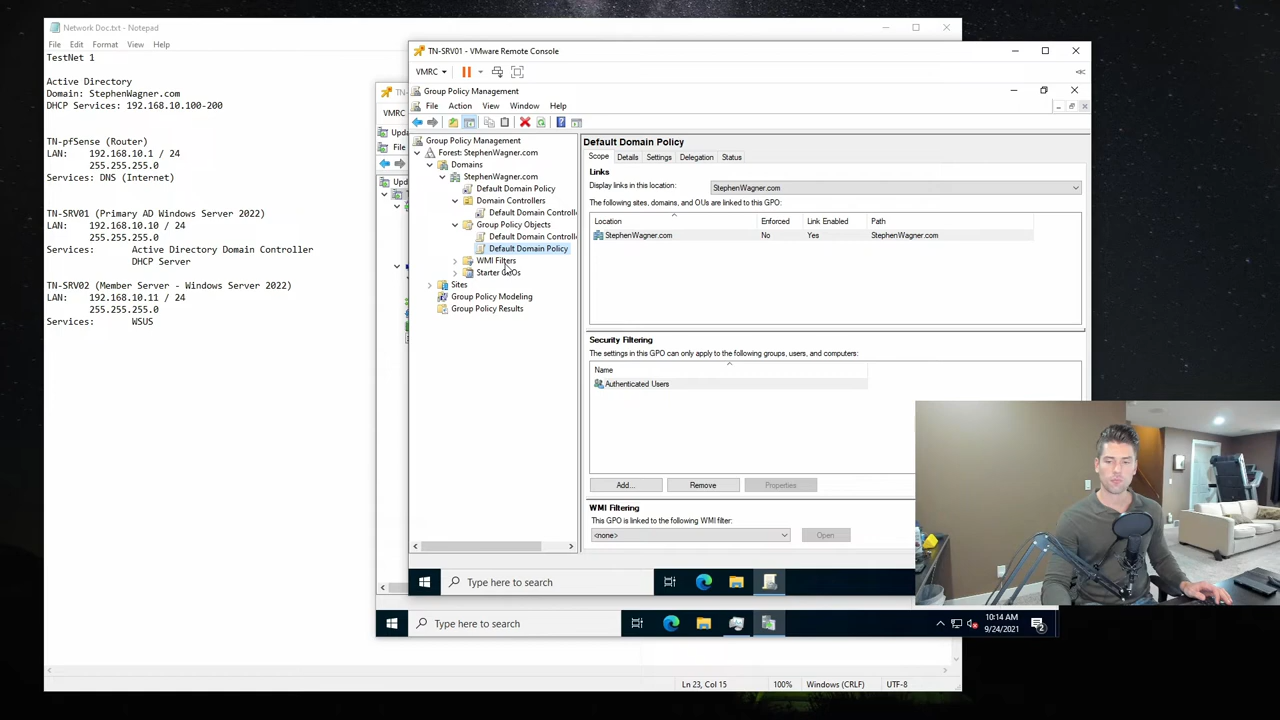 Network Doc.txt - Notepad
File Edit Format View Help
TestNet 1
Active Directory
Domain: StephenWagner.com
DHCP Services: 192.168.10.100-200
TN-pfSense (Router)
LAN: 192.168.10.1 / 24
255.255.255.0
Services: DNS (Internet)
TN-SRV01 (Primary AD Windows Server 2022)
LAN: 192.168.10.10 / 24
255.255.255.0
Services: Active Directory Domain Controller
DHCP Server
TN-SRV02 (Member Server - Windows Server 2022)
LAN: 192.168.10.11 / 24
255.255.255.0
Services: WSUS
Ln 23, Col 15 100% Windows (CRLF) UTF-8
TN-
VMRC
Upda
File
Upd
TN-SRV01 - VMware Remote Console
VMRC
Group Policy Management
File Action View Window Help
Group Policy Management
Forest: StephenWagner.com
Domains
StephenWagner.com
Default Domain Policy
Domain Controllers
Default Domain Controll
Group Policy Objects
Default Domain Controll
Default Domain Policy
WMI Filters
Starter GPOs
Sites
Group Policy Modeling
Group Policy Results
Default Domain Policy
Scope Details Settings Delegation Status
Links
Display links in this location: StephenWagner.com
The following sites, domains, and OUs are linked to this GPO:
Location Enforced Link Enabled Path
StephenWagner.com No Yes StephenWagner.com
Security Filtering
The settings in this GPO can only apply to the following groups, users, and computers:
Name
Authenticated Users
Add... Remove Properties
WMI Filtering
This GPO is linked to the following WMI filter:
<none> Open
Type here to search
Type here to search
10:14 AM
9/24/2021
2